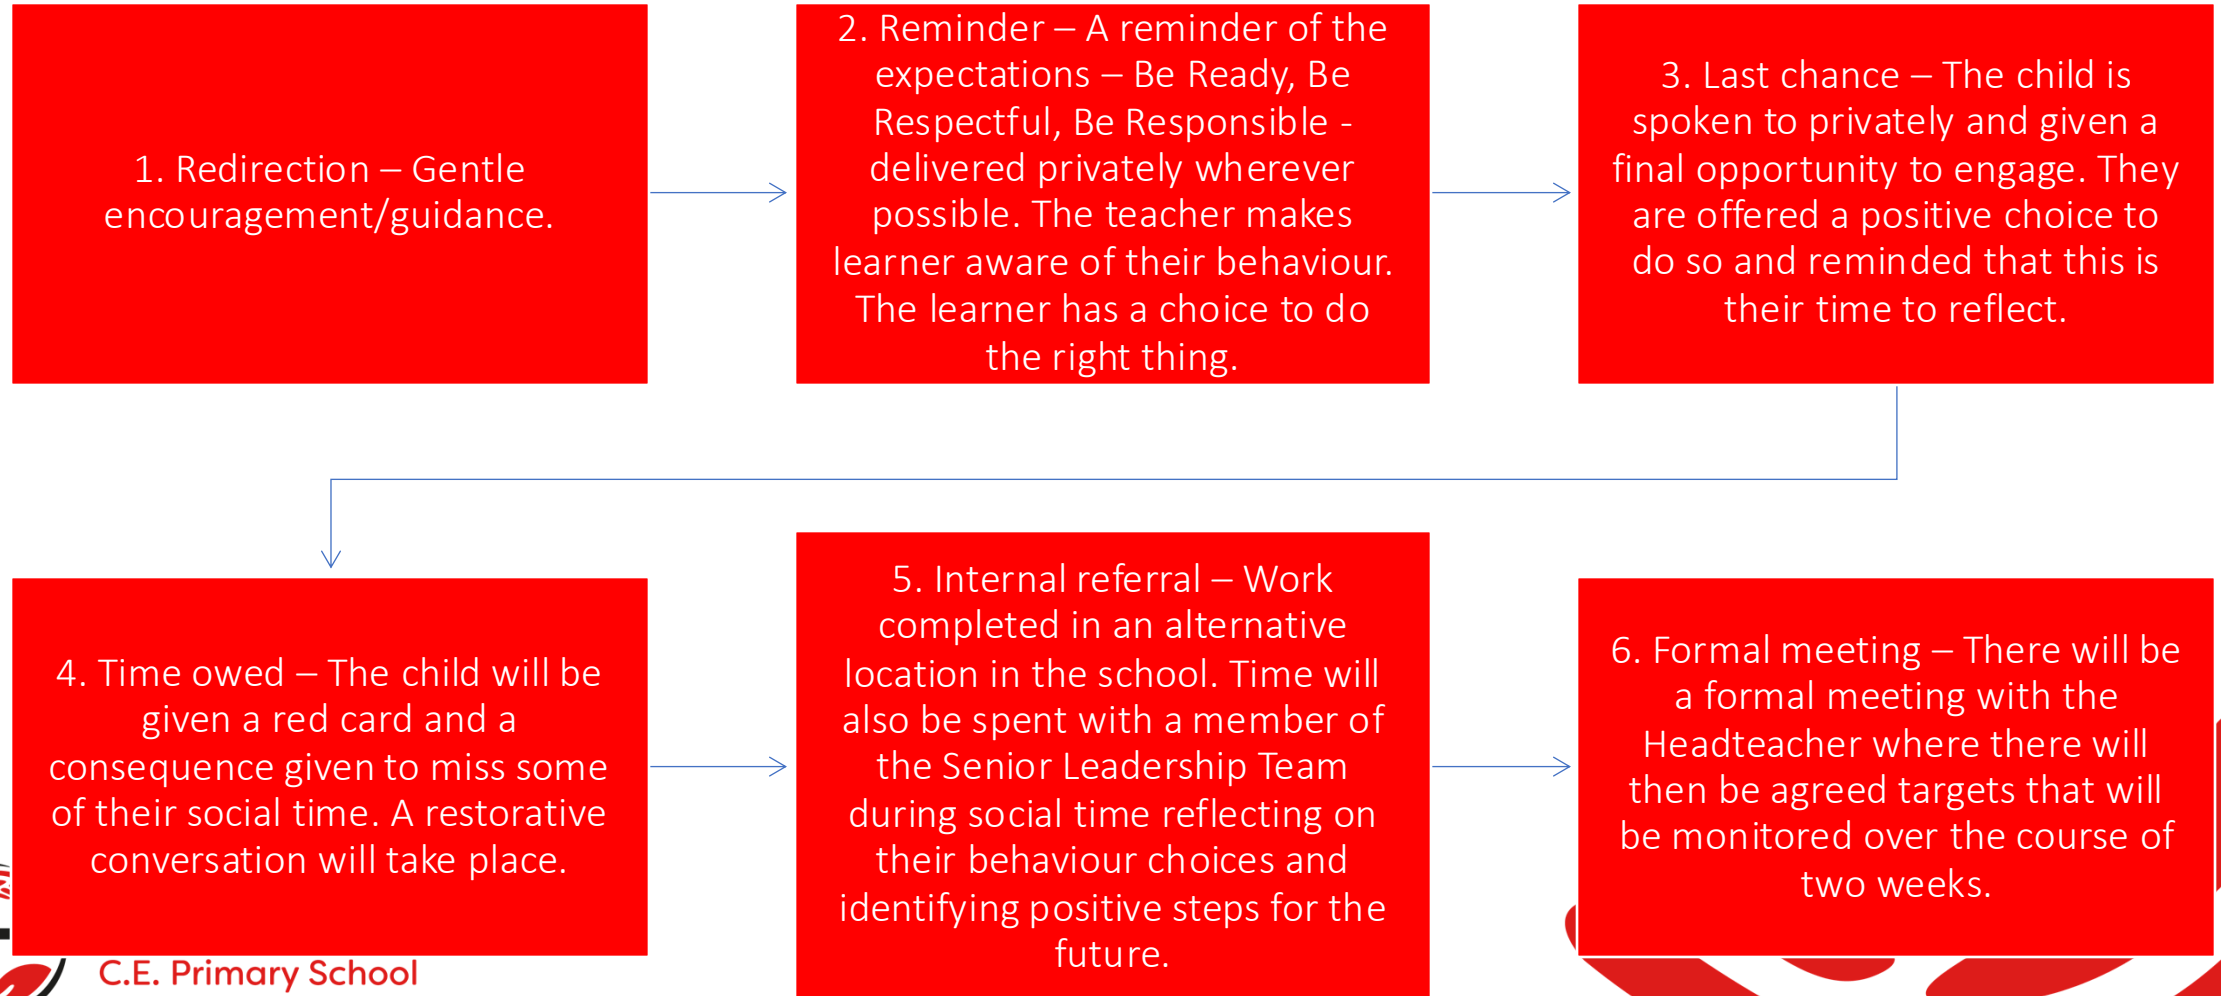 1. Redirection – Gentle
encouragement/guidance.
2. Reminder – A reminder of the
expectations – Be Ready, Be
Respectful, Be Responsible -
delivered privately wherever
possible. The teacher makes
learner aware of their behaviour.
The learner has a choice to do
the right thing.
3. Last chance – The child is
spoken to privately and given a
final opportunity to engage. They
are offered a positive choice to
do so and reminded that this is
their time to reflect.
4. Time owed – The child will be
given a red card and a
consequence given to miss some
of their social time. A restorative
conversation will take place.
5. Internal referral – Work
completed in an alternative
location in the school. Time will
also be spent with a member of
the Senior Leadership Team
during social time reflecting on
their behaviour choices and
identifying positive steps for the
future.
6. Formal meeting – There will be
a formal meeting with the
Headteacher where there will
then be agreed targets that will
be monitored over the course of
two weeks.
C.E. Primary School